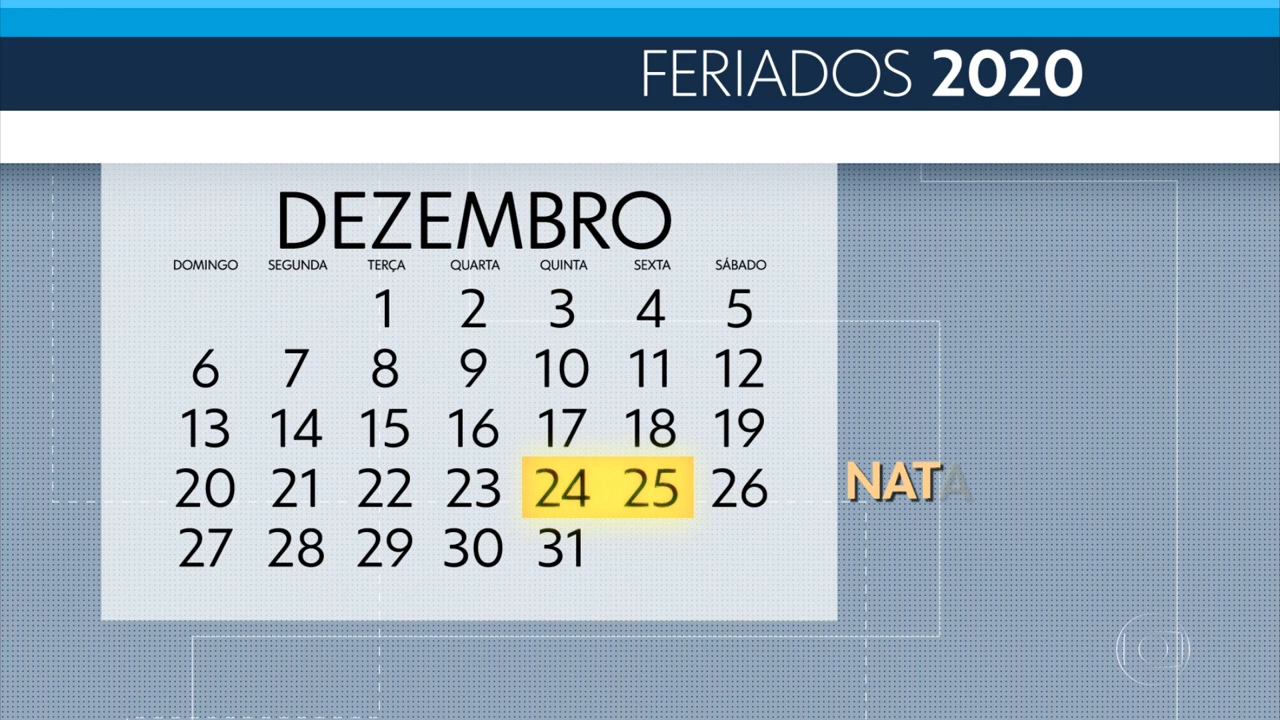 FERIADOS 2020
DEZEMBRO
DOMINGO SEGUNDA TERÇA QUARTA QUINTA SEXTA SÁBADO
1 2 3 4 5
6 7 8 9 10 11 12
13 14 15 16 17 18 19
20 21 22 23 24 25 26 NATA
27 28 29 30 31